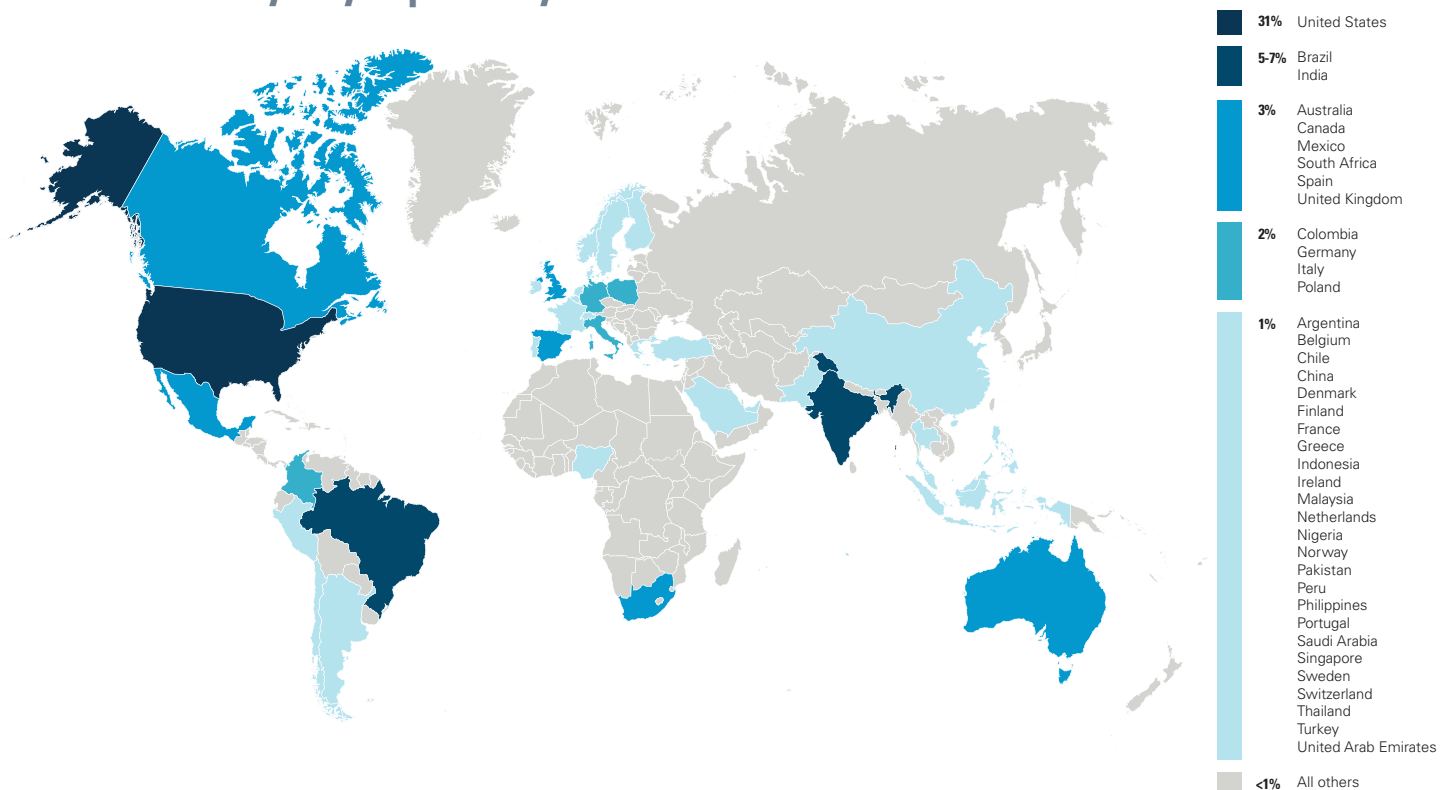 31% United States
5-7% Brazil
India
3% Australia
Canada
Mexico
South Africa
Spain
United Kingdom
2% Colombia
Germany
Italy
Poland
1% Argentina
Belgium
Chile
China
Denmark
Finland
France
Greece
Indonesia
Ireland
Malaysia
Netherlands
Nigeria
Norway
Pakistan
Peru
Philippines
Portugal
Saudi Arabia
Singapore
Sweden
Switzerland
Thailand
Turkey
United Arab Emirates
<1% All others